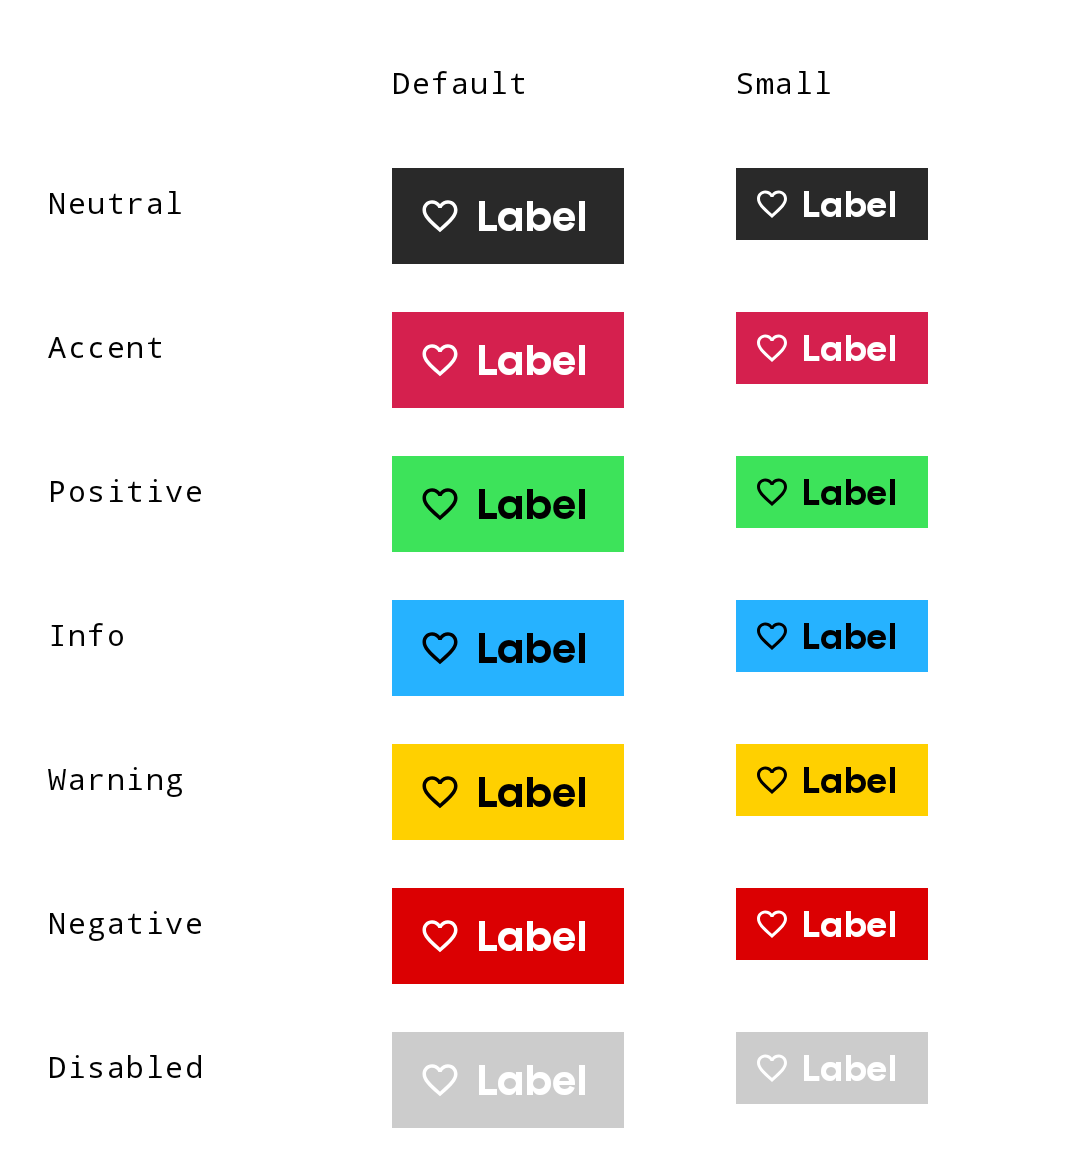 Default Small
Neutral Label Label
Accent Label Label
Positive Label Label
Info Label Label
Warning Label Label
Negative Label Label
Disabled Label Label